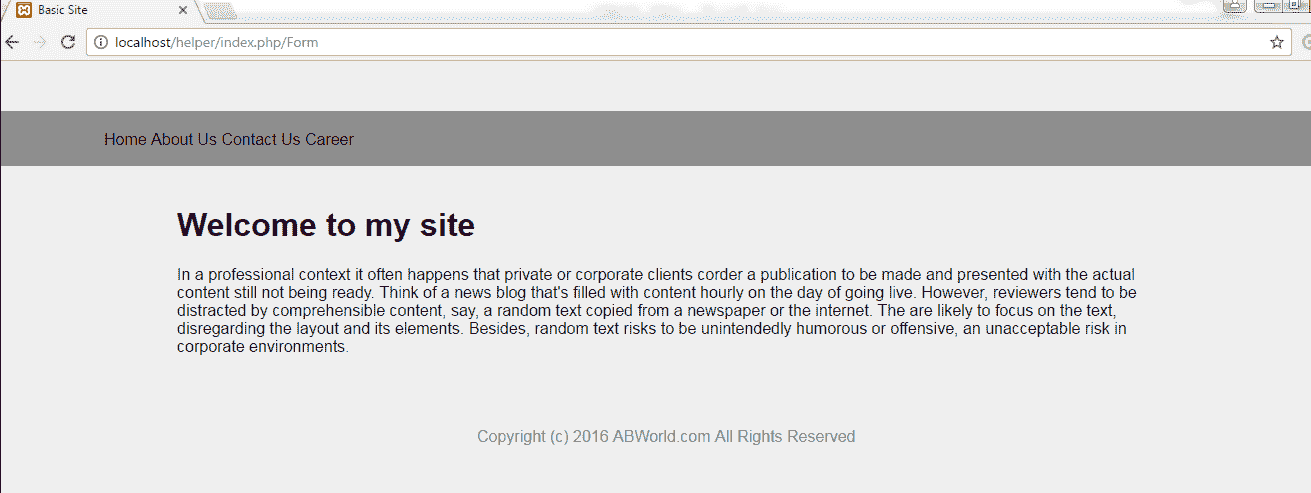 Basic Site
localhost/helper/index.php/Form
Home About Us Contact Us Career
Welcome to my site
In a professional context it often happens that private or corporate clients corder a publication to be made and presented with the actual
content still not being ready. Think of a news blog that's filled with content hourly on the day of going live. However, reviewers tend to be
distracted by comprehensible content, say, a random text copied from a newspaper or the internet. The are likely to focus on the text,
disregarding the layout and its elements. Besides, random text risks to be unintendedly humorous or offensive, an unacceptable risk in
corporate environments.
Copyright (c) 2016 ABWorld.com All Rights Reserved